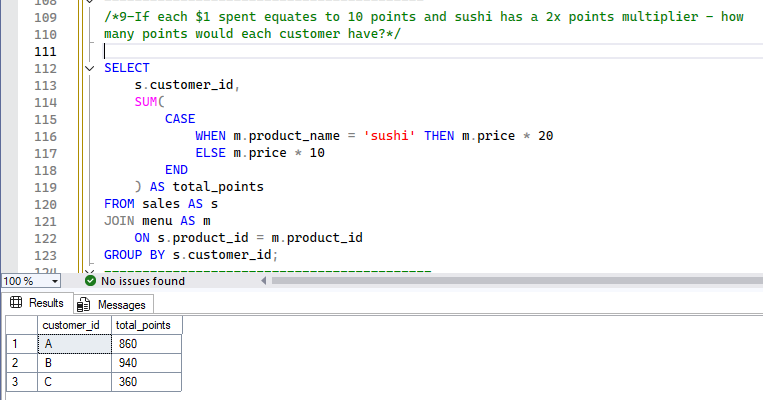 108
109 /*9-If each $1 spent equates to 10 points and sushi has a 2x points multiplier - how
110 many points would each customer have?*/
111
112 SELECT
113 s.customer_id,
114 SUM(
115 CASE
116 WHEN m.product_name = 'sushi' THEN m.price * 20
117 ELSE m.price * 10
118 END
119 ) AS total_points
120 FROM sales AS s
121 JOIN menu AS m
122 ON s.product_id = m.product_id
123 GROUP BY s.customer_id;
124 ----------------------------------------
100 % No issues found
Results Messages
customer_id total_points
1 A 860
2 B 940
3 C 360